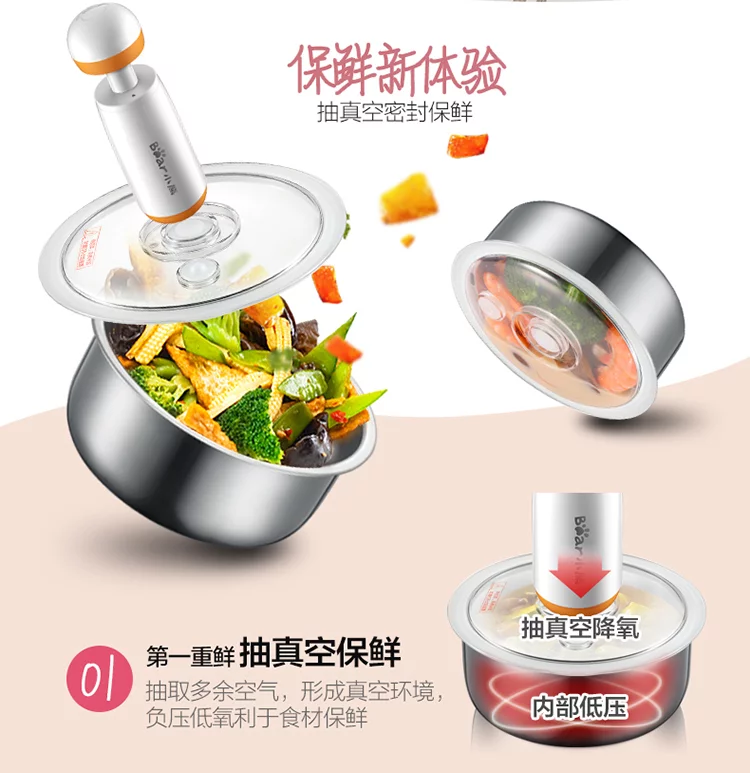 保鲜新体验
抽真空密封保鲜
Bear小熊
Bear小熊
抽真空降氧
内部低压
01
第一重鲜 抽真空保鲜
抽取多余空气，形成真空环境，
负压低氧利于食材保鲜